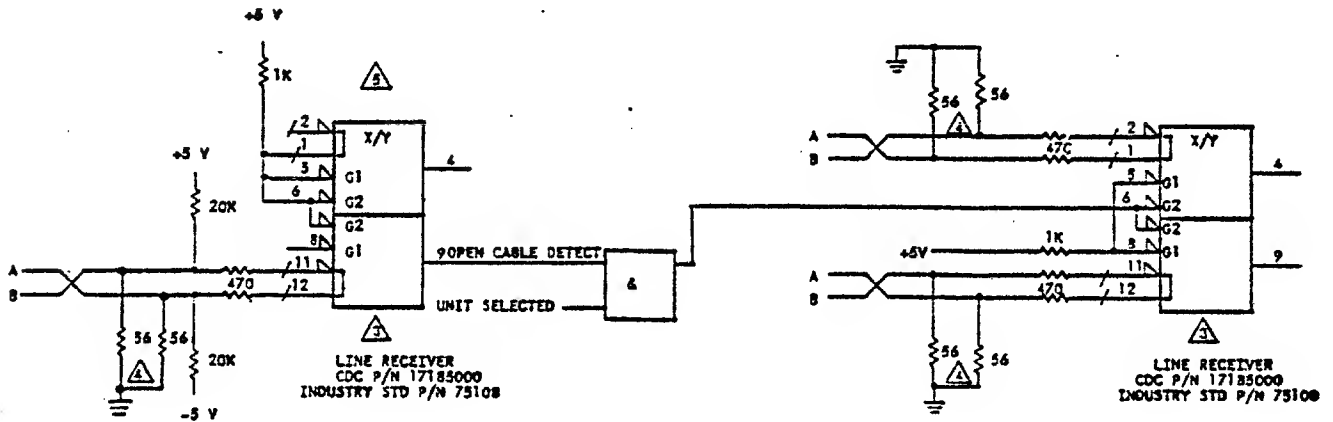 +5 V
1K
5
2
X/Y
1
5
G1
4
6
G2
+5 V
20K
G2
8
G1
A
11
9 OPEN CABLE DETECT
B
470
12
&
UNIT SELECTED
3
56
56
20K
4
LINE RECEIVER
CDC P/N 17185000
INDUSTRY STD P/N 75108
-5 V
56
56
4
A
2
X/Y
B
470
1
4
5
G1
6
G2
G2
1K
+5V
8
G1
9
A
11
B
470
12
3
56
56
4
LINE RECEIVER
CDC P/N 17185000
INDUSTRY STD P/N 75108